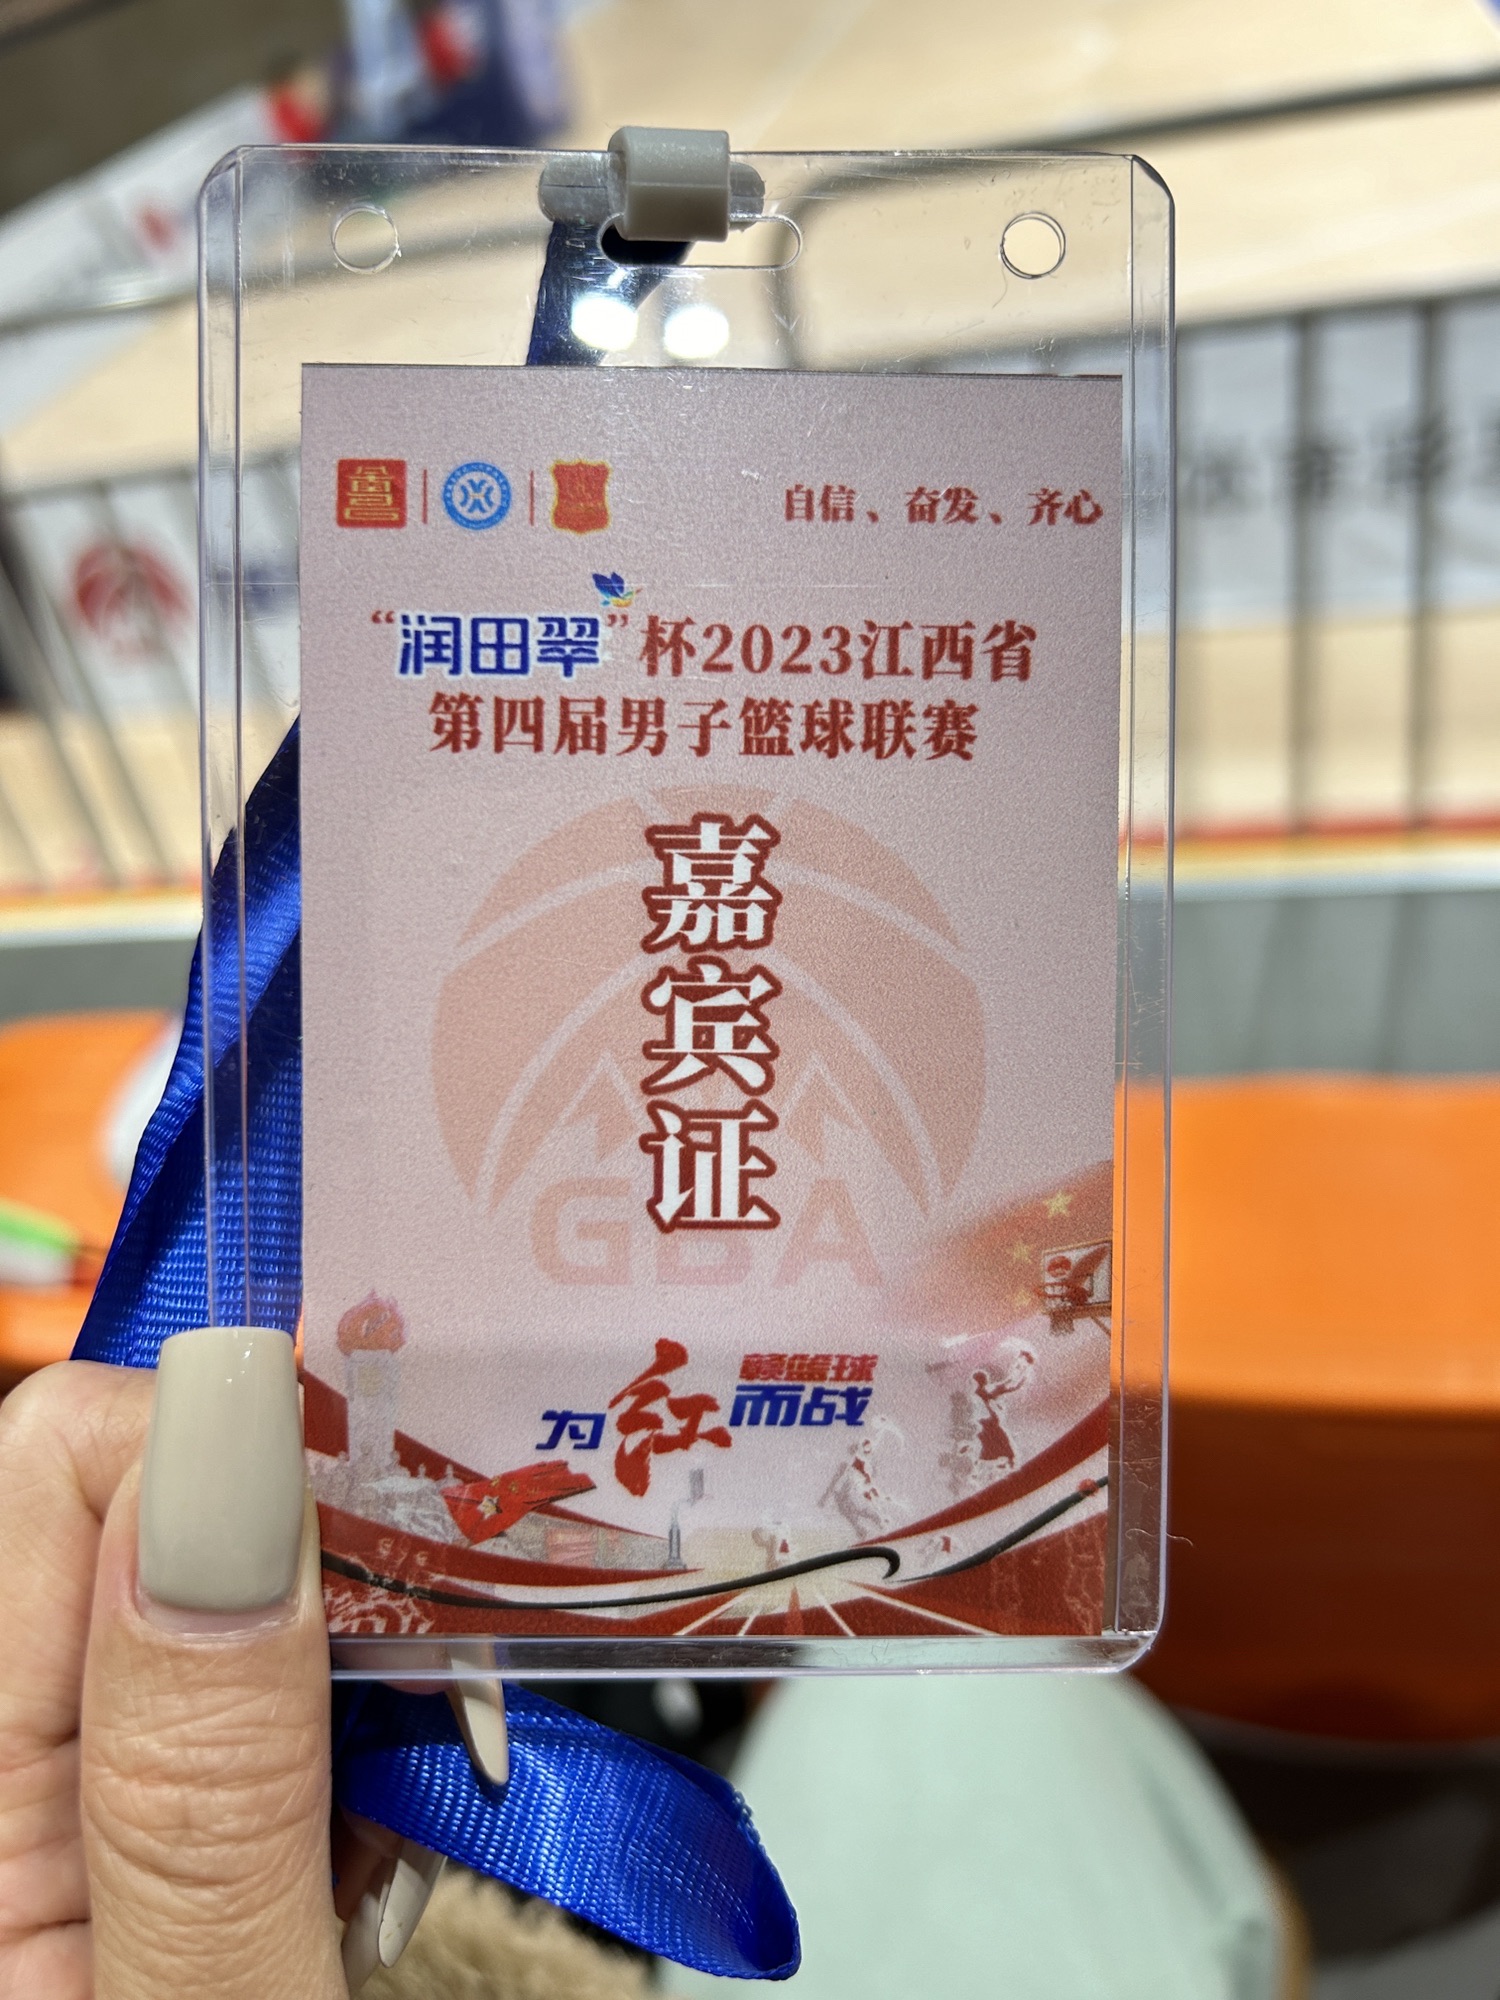 自信、奋发、齐心
“润田翠”杯2023江西省
第四届男子篮球联赛
嘉
宾
证
GBA
为红而战
赣篮球